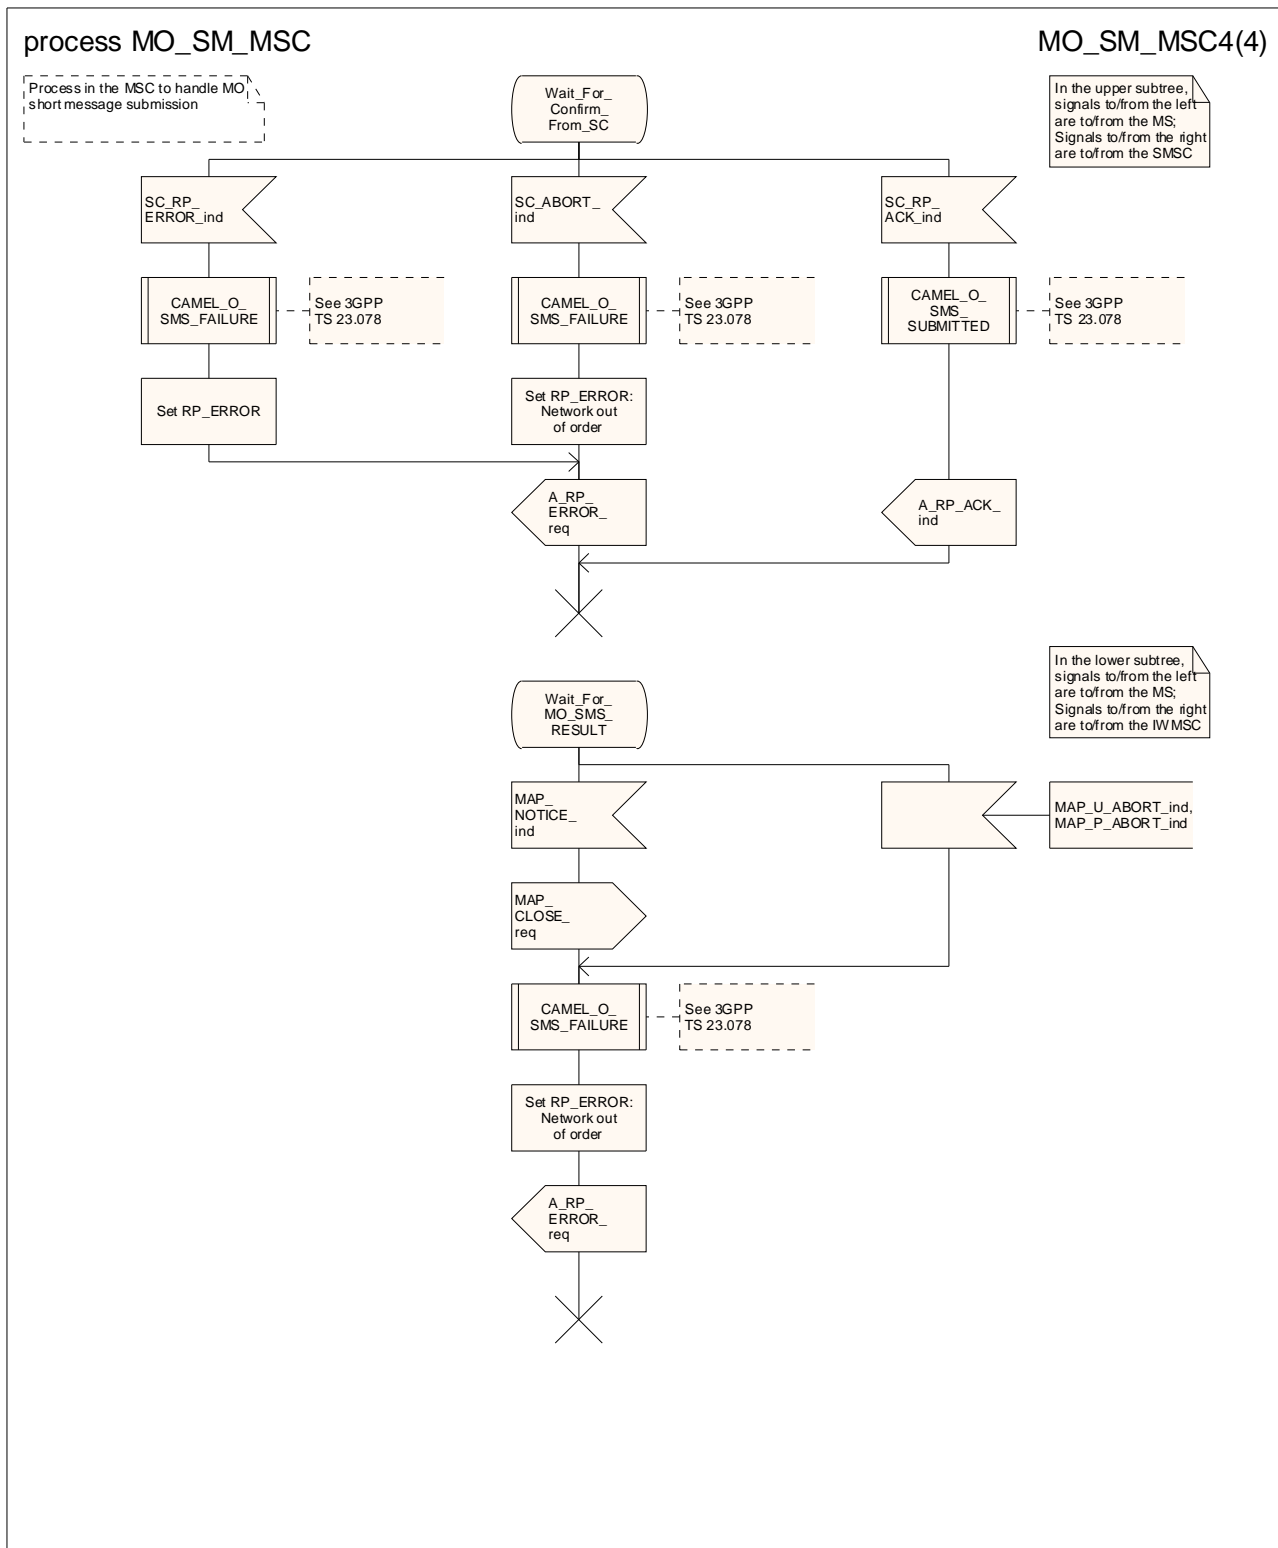 process MO_SM_MSC
MO_SM_MSC4(4)
Process in the MSC to handle MO
short message submission
Wait_For_
Confirm_
From_SC
In the upper subtree,
signals to/from the left
are to/from the MS;
Signals to/from the right
are to/from the SMSC
SC_RP_
ERROR_ind
SC_ABORT_
ind
SC_RP_
ACK_ind
CAMEL_O_
SMS_FAILURE
See 3GPP
TS 23.078
CAMEL_O_
SMS_FAILURE
See 3GPP
TS 23.078
CAMEL_O_
SMS_
SUBMITTED
See 3GPP
TS 23.078
Set RP_ERROR
Set RP_ERROR:
Network out
of order
A_RP_
ERROR_
req
A_RP_ACK_
ind
In the lower subtree,
signals to/from the left
are to/from the MS;
Signals to/from the right
are to/from the IWMSC
Wait_For_
MO_SMS_
RESULT
MAP_
NOTICE_
ind
MAP_U_ABORT_ind,
MAP_P_ABORT_ind
MAP_
CLOSE_
req
CAMEL_O_
SMS_FAILURE
See 3GPP
TS 23.078
Set RP_ERROR:
Network out
of order
A_RP_
ERROR_
req